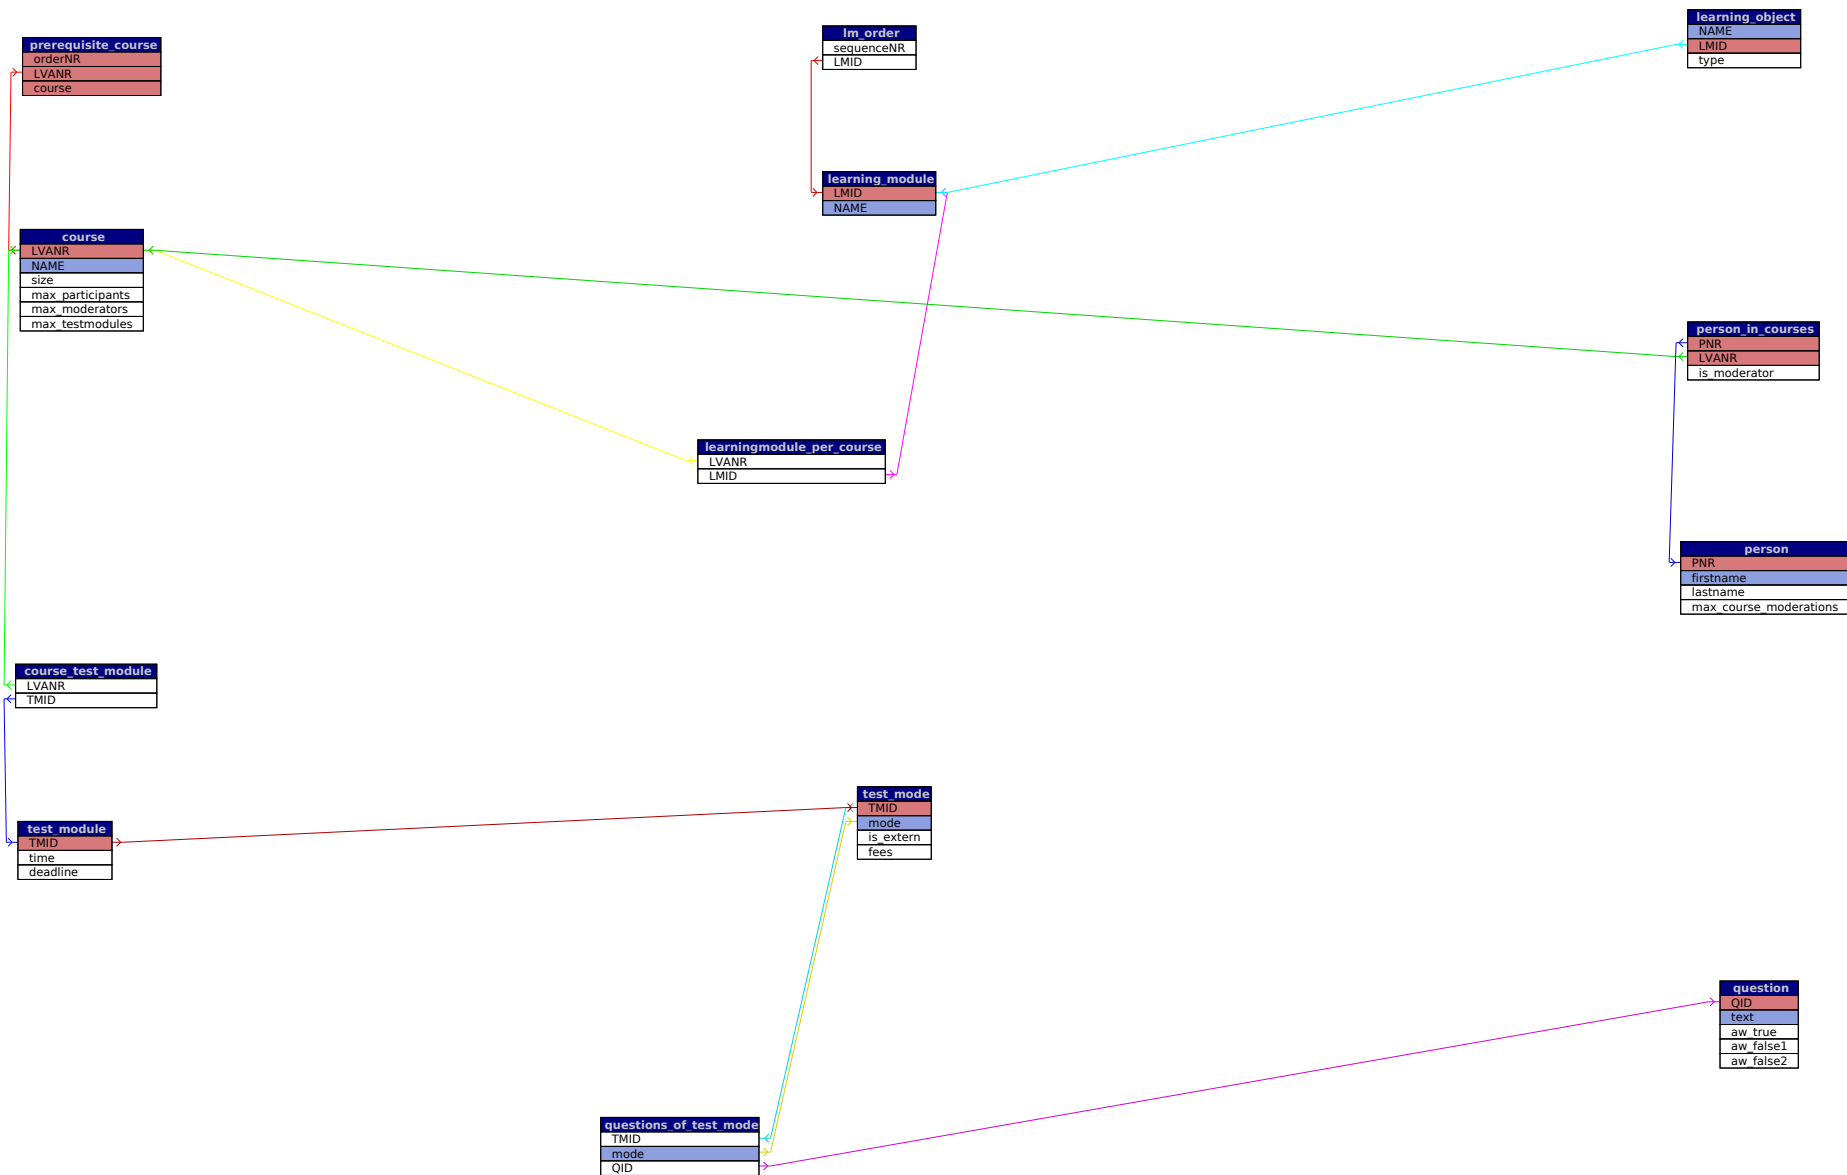 prerequisite_course
orderNR
LVANR
course
lm_order
sequenceNR
LMID
learning_object
NAME
LMID
type
learning_module
LMID
NAME
course
LVANR
NAME
size
max_participants
max_moderators
max_testmodules
person_in_courses
PNR
LVANR
is_moderator
learningmodule_per_course
LVANR
LMID
person
PNR
firstname
lastname
max_course_moderations
course_test_module
LVANR
TMID
test_module
TMID
time
deadline
test_mode
TMID
mode
is_extern
fees
question
QID
text
aw_true
aw_false1
aw_false2
questions_of_test_mode
TMID
mode
QID